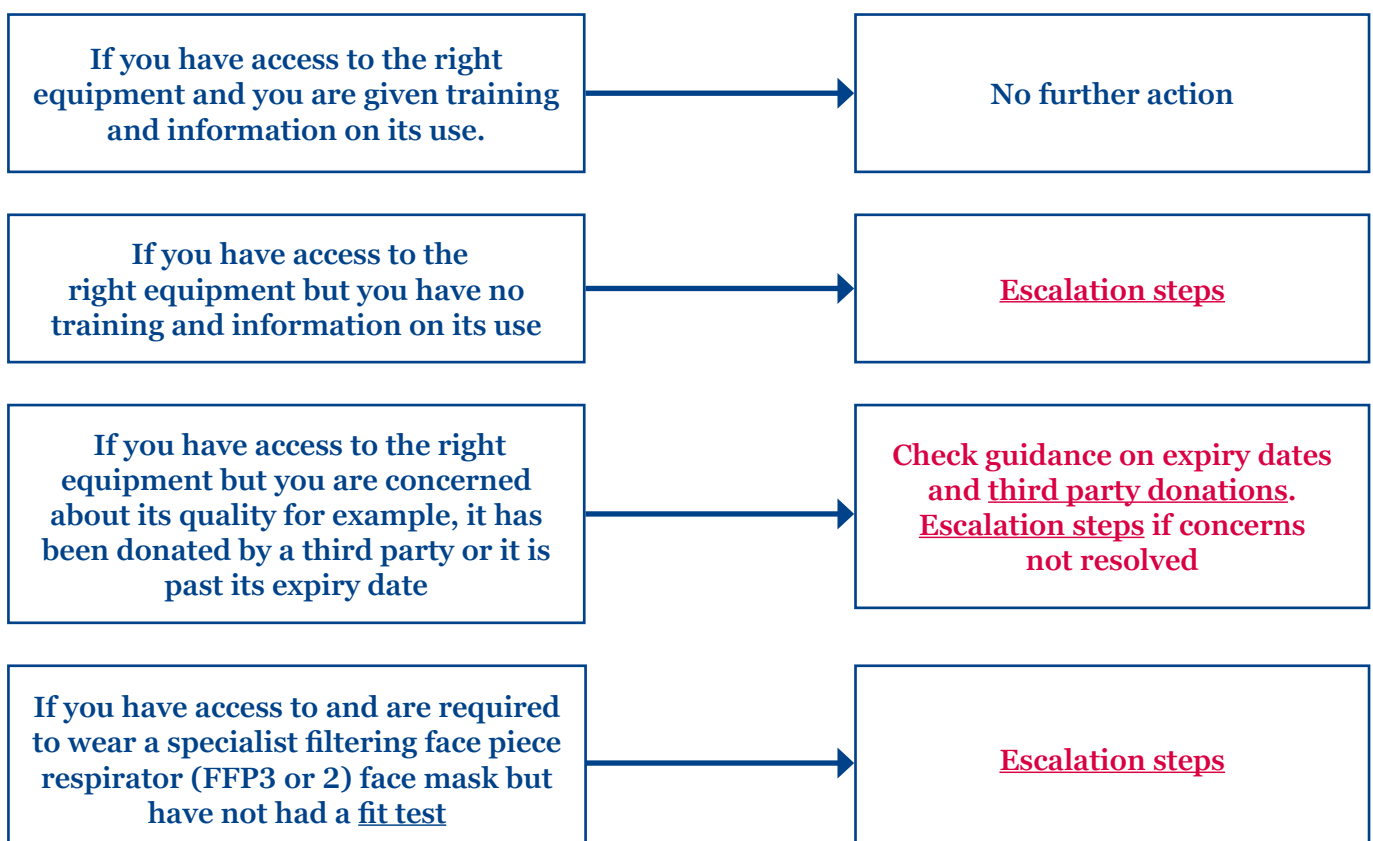 If you have access to the right
equipment and you are given training
and information on its use.
No further action
If you have access to the
right equipment but you have no
training and information on its use
Escalation steps
If you have access to the right
equipment but you are concerned
about its quality for example, it has
been donated by a third party or it is
past its expiry date
Check guidance on expiry dates
and third party donations.
Escalation steps if concerns
not resolved
If you have access to and are required
to wear a specialist filtering face piece
respirator (FFP3 or 2) face mask but
have not had a fit test
Escalation steps